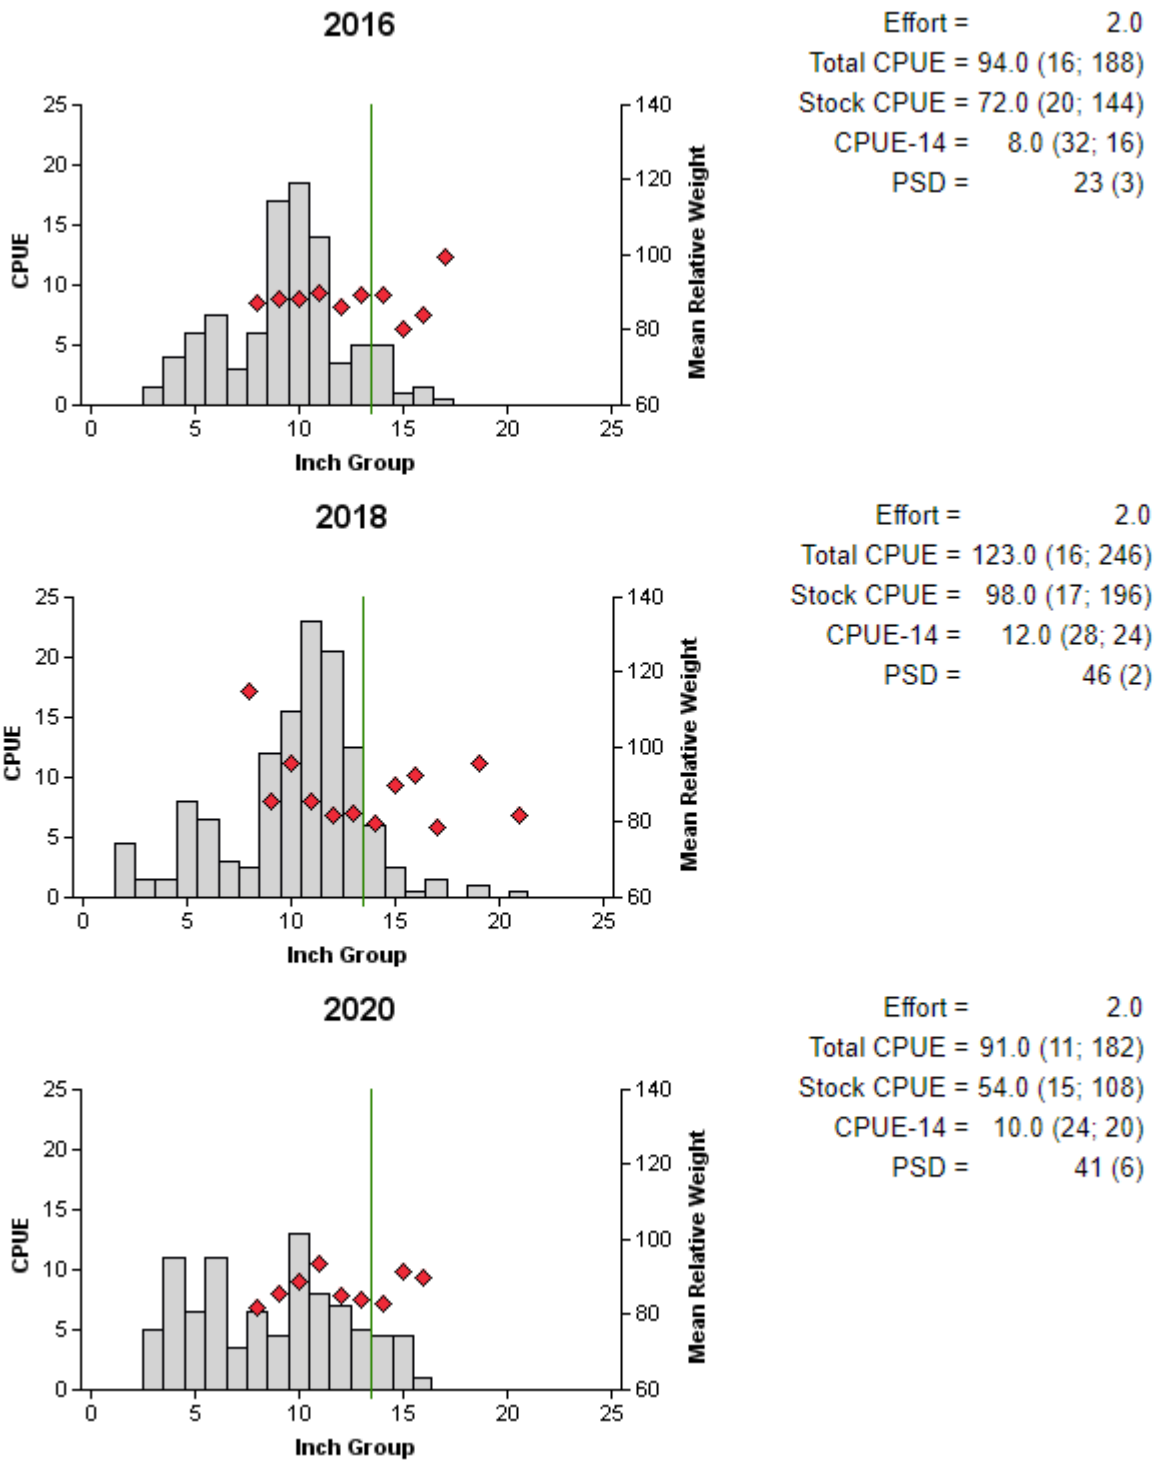 2016
Effort = 2.0
Total CPUE = 94.0 (16; 188)
Stock CPUE = 72.0 (20; 144)
CPUE-14 = 8.0 (32; 16)
PSD = 23 (3)
CPUE
25
20
15
10
5
0
140
120
100
80
60
Mean Relative Weight
0 5 10 15 20 25
Inch Group
2018
Effort = 2.0
Total CPUE = 123.0 (16; 246)
Stock CPUE = 98.0 (17; 196)
CPUE-14 = 12.0 (28; 24)
PSD = 46 (2)
CPUE
25
20
15
10
5
0
140
120
100
80
60
Mean Relative Weight
0 5 10 15 20 25
Inch Group
2020
Effort = 2.0
Total CPUE = 91.0 (11; 182)
Stock CPUE = 54.0 (15; 108)
CPUE-14 = 10.0 (24; 20)
PSD = 41 (6)
CPUE
25
20
15
10
5
0
140
120
100
80
60
Mean Relative Weight
0 5 10 15 20 25
Inch Group